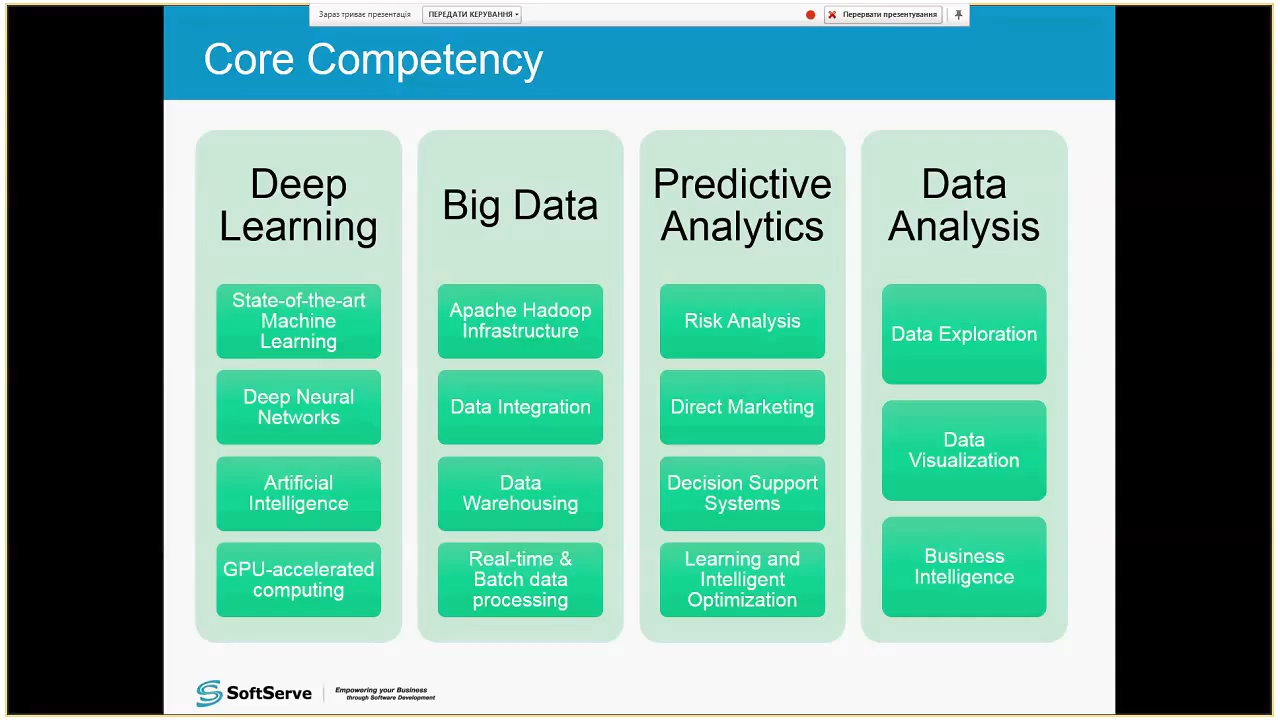 Зараз триває презентація
ПЕРЕДАТИ КЕРУВАННЯ
Перервати презентування
Core Competency
Deep
Learning
State-of-the-art
Machine
Learning
Deep Neural
Networks
Artificial
Intelligence
GPU-accelerated
computing
Big Data
Apache Hadoop
Infrastructure
Data Integration
Data
Warehousing
Real-time &
Batch data
processing
Predictive
Analytics
Risk Analysis
Direct Marketing
Decision Support
Systems
Learning and
Intelligent
Optimization
Data
Analysis
Data Exploration
Data
Visualization
Business
Intelligence
SoftServe
Empowering your Business
through Software Development